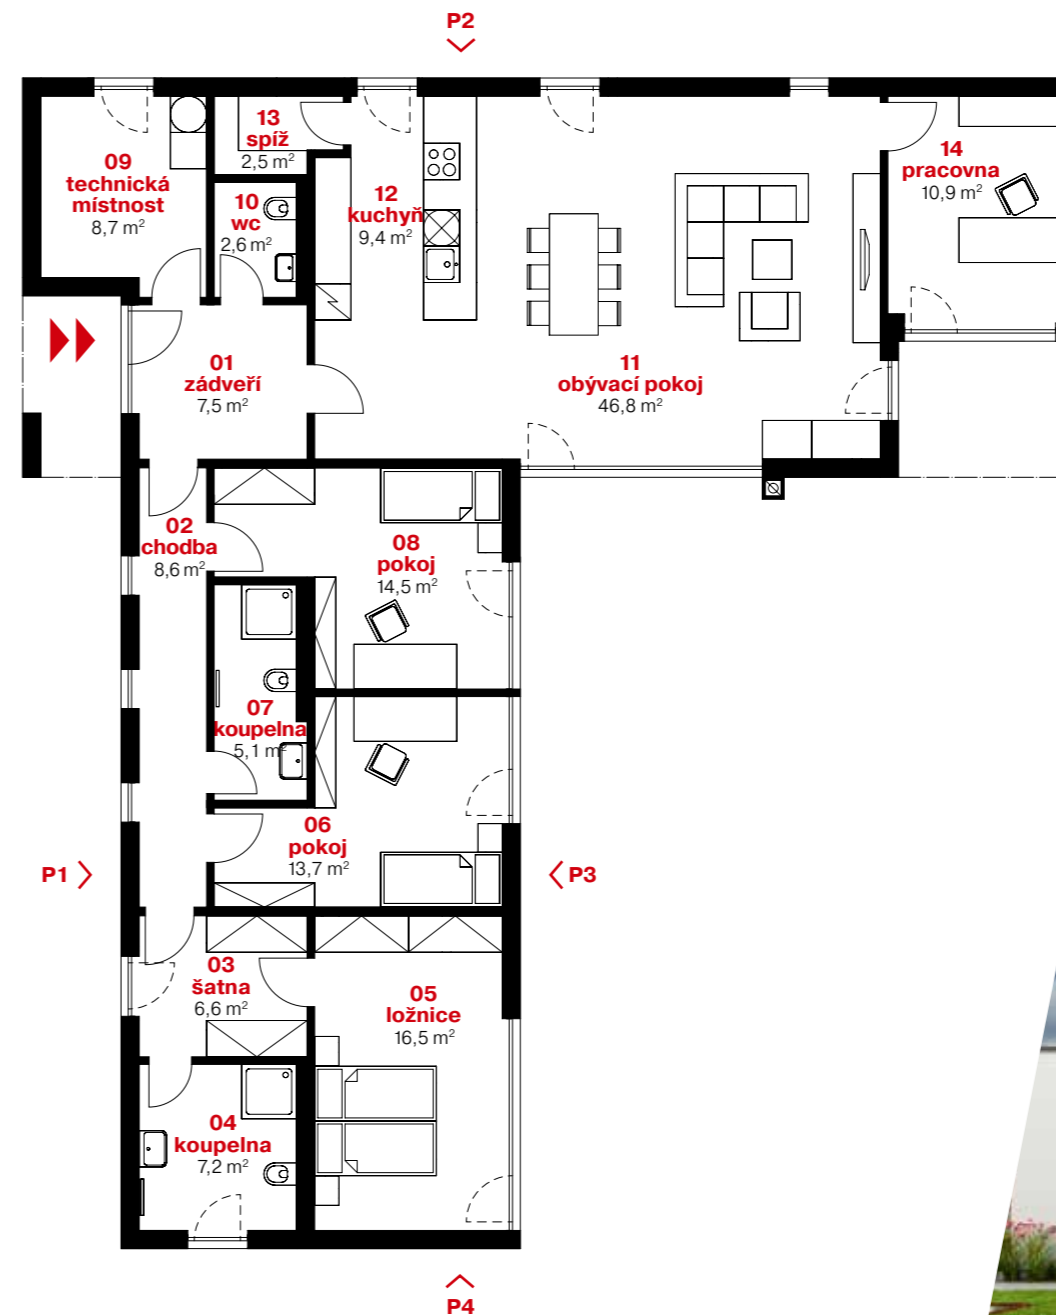 P2
13
spíž
2,5 m²
09
technická
místnost
8,7 m²
10
wc
2,6 m²
12
kuchyň
9,4 m²
14
pracovna
10,9 m²
01
zádveří
7,5 m²
11
obývací pokoj
46,8 m²
02
chodba
8,6 m²
08
pokoj
14,5 m²
07
koupelna
5,1 m²
06
pokoj
13,7 m²
P1
P3
03
šatna
6,6 m²
05
ložnice
16,5 m²
04
koupelna
7,2 m²
P4